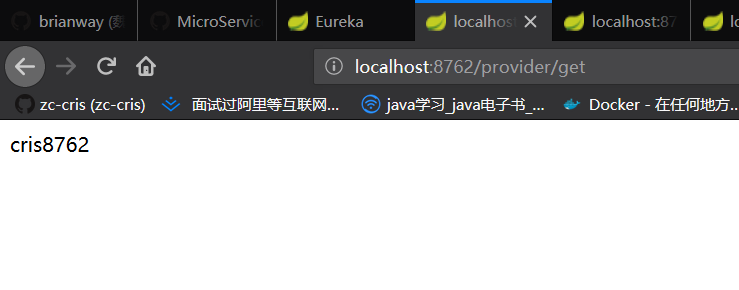 brianway (魏
MicroServic
Eureka
localhost
localhost:87
lo
localhost:8762/provider/get
zc-cris (zc-cris)
面试过阿里等互联网...
java学习_java电子书_...
Docker - 在任何地方...
cris8762